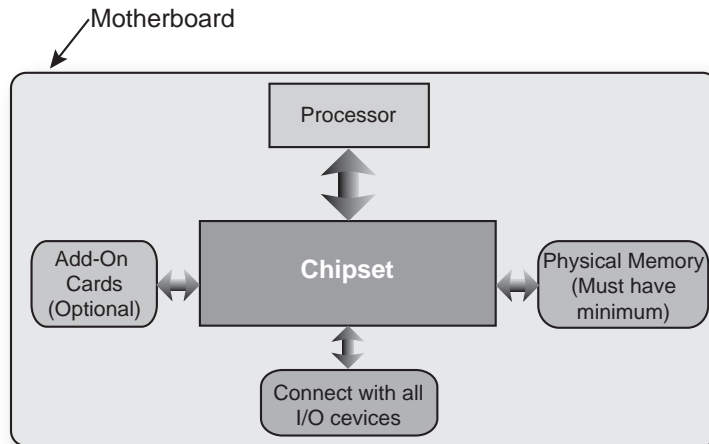 Motherboard
Processor
Add-On
Cards
(Optional)
Chipset
Physical Memory
(Must have
minimum)
Connect with all
I/O cevices